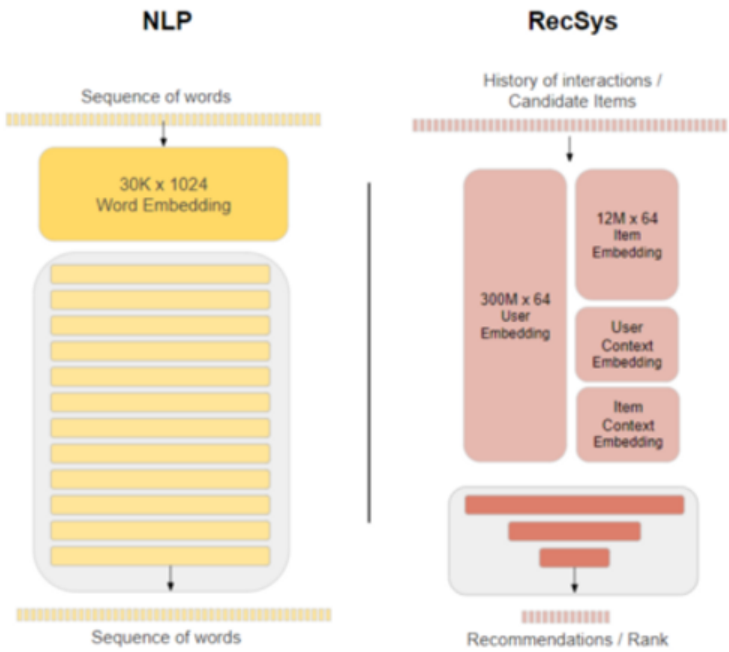 NLP
Sequence of words
30K x 1024
Word Embedding
Sequence of words
RecSys
History of interactions /
Candidate Items
300M x 64
User
Embedding
12M x 64
Item
Embedding
User
Context
Embedding
Item
Context
Embedding
Recommendations / Rank